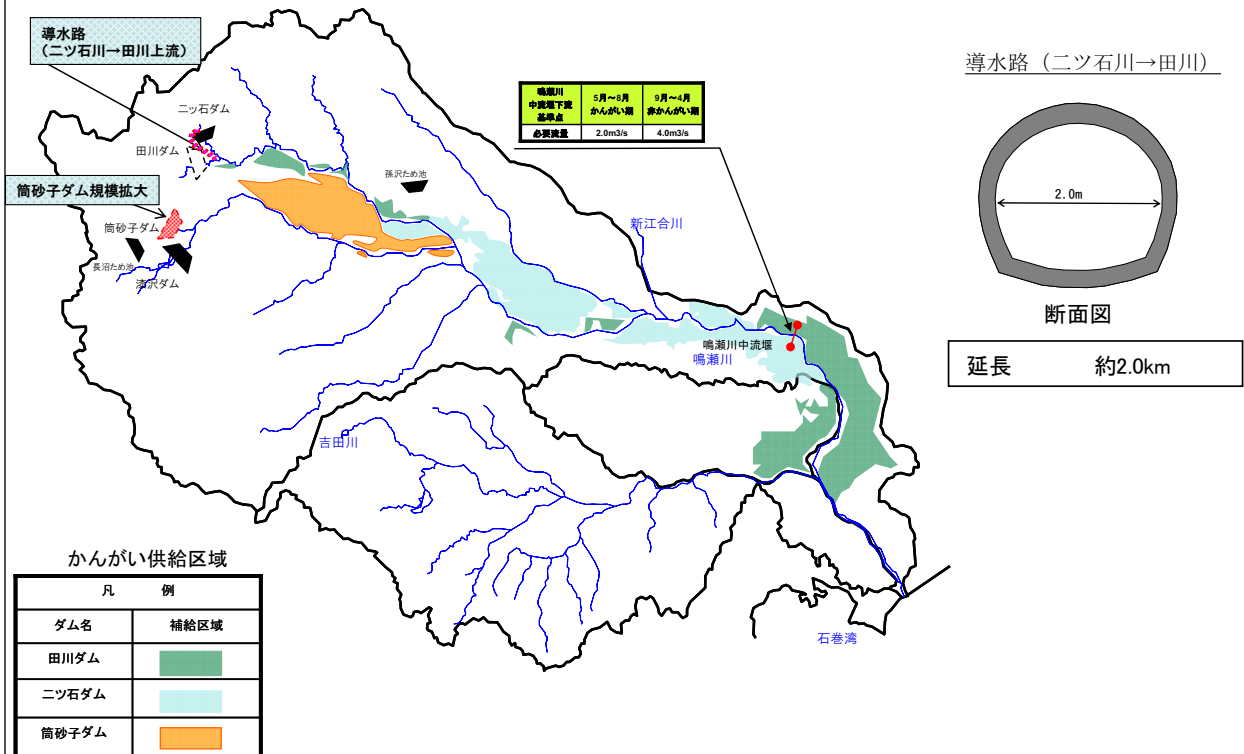 導水路
(二ツ石川→田川上流)
二ッ石ダム
田川ダム
筒砂子ダム規模拡大
筒砂子ダム
長沼ため池
漆沢ダム
孫沢ため池
鳴瀬川
中流堰下流
基準点
5月~8月
かんがい期
9月~4月
非かんがい期
必要流量
2.0m3/s
4.0m3/s
新江合川
鳴瀬川中流堰
鳴瀬川
吉田川
石巻湾
導水路(二ツ石川→田川)
2.0m
断面図
延長 約2.0km
かんがい供給区域
凡 例
ダム名 補給区域
田川ダム
二ツ石ダム
筒砂子ダム